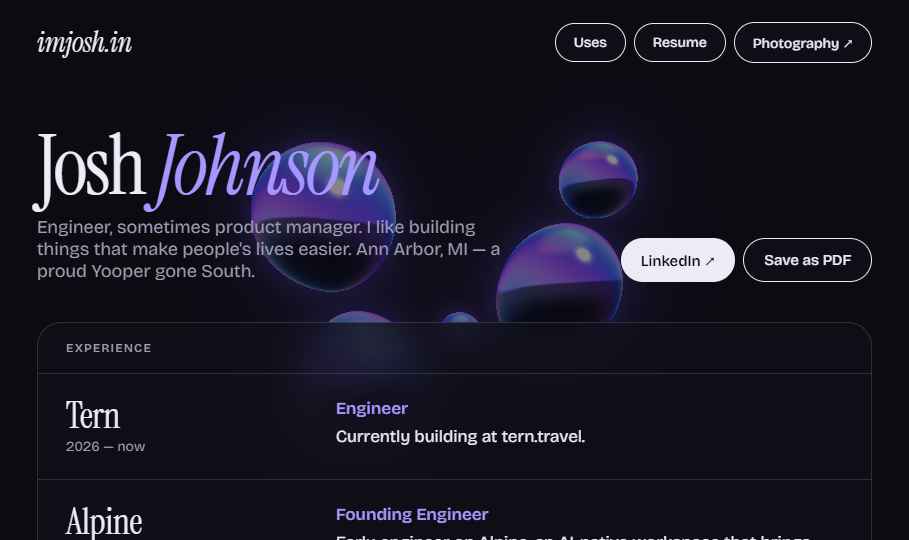 imjosh.in
Uses
Resume
Photography ↗
Josh Johnson
Engineer, sometimes product manager. I like building
things that make people's lives easier. Ann Arbor, MI — a
proud Yooper gone South.
LinkedIn ↗
Save as PDF
EXPERIENCE
Tern
2026 — now
Engineer
Currently building at tern.travel.
Alpine
Founding Engineer